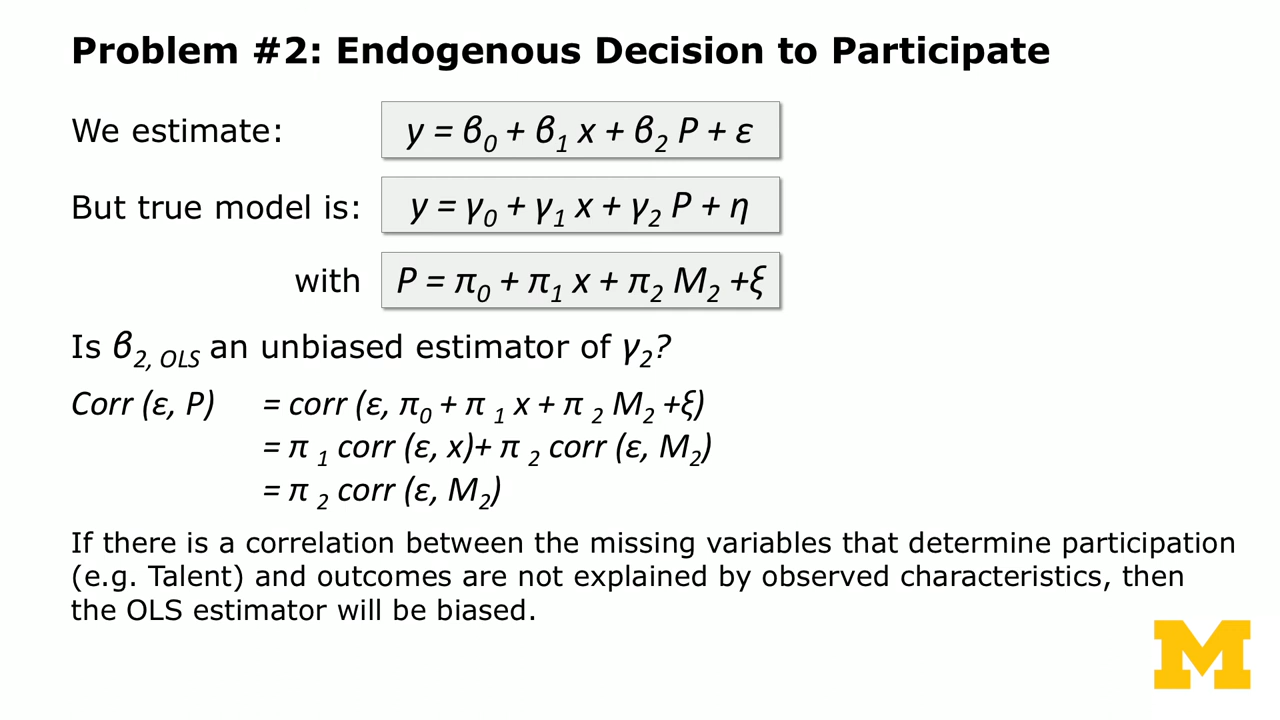 Problem #2: Endogenous Decision to Participate
We estimate: y = β₀ + β₁ x + β₂ P + ε
But true model is: y = γ₀ + γ₁ x + γ₂ P + η
with P = π₀ + π₁ x + π₂ M₂ +ξ
Is β₂, OLS an unbiased estimator of γ₂?
Corr (ε, P) = corr (ε, π₀ + π ₁ x + π ₂ M₂ +ξ)
= π ₁ corr (ε, x)+ π ₂ corr (ε, M₂)
= π ₂ corr (ε, M₂)
If there is a correlation between the missing variables that determine participation
(e.g. Talent) and outcomes are not explained by observed characteristics, then
the OLS estimator will be biased.
M